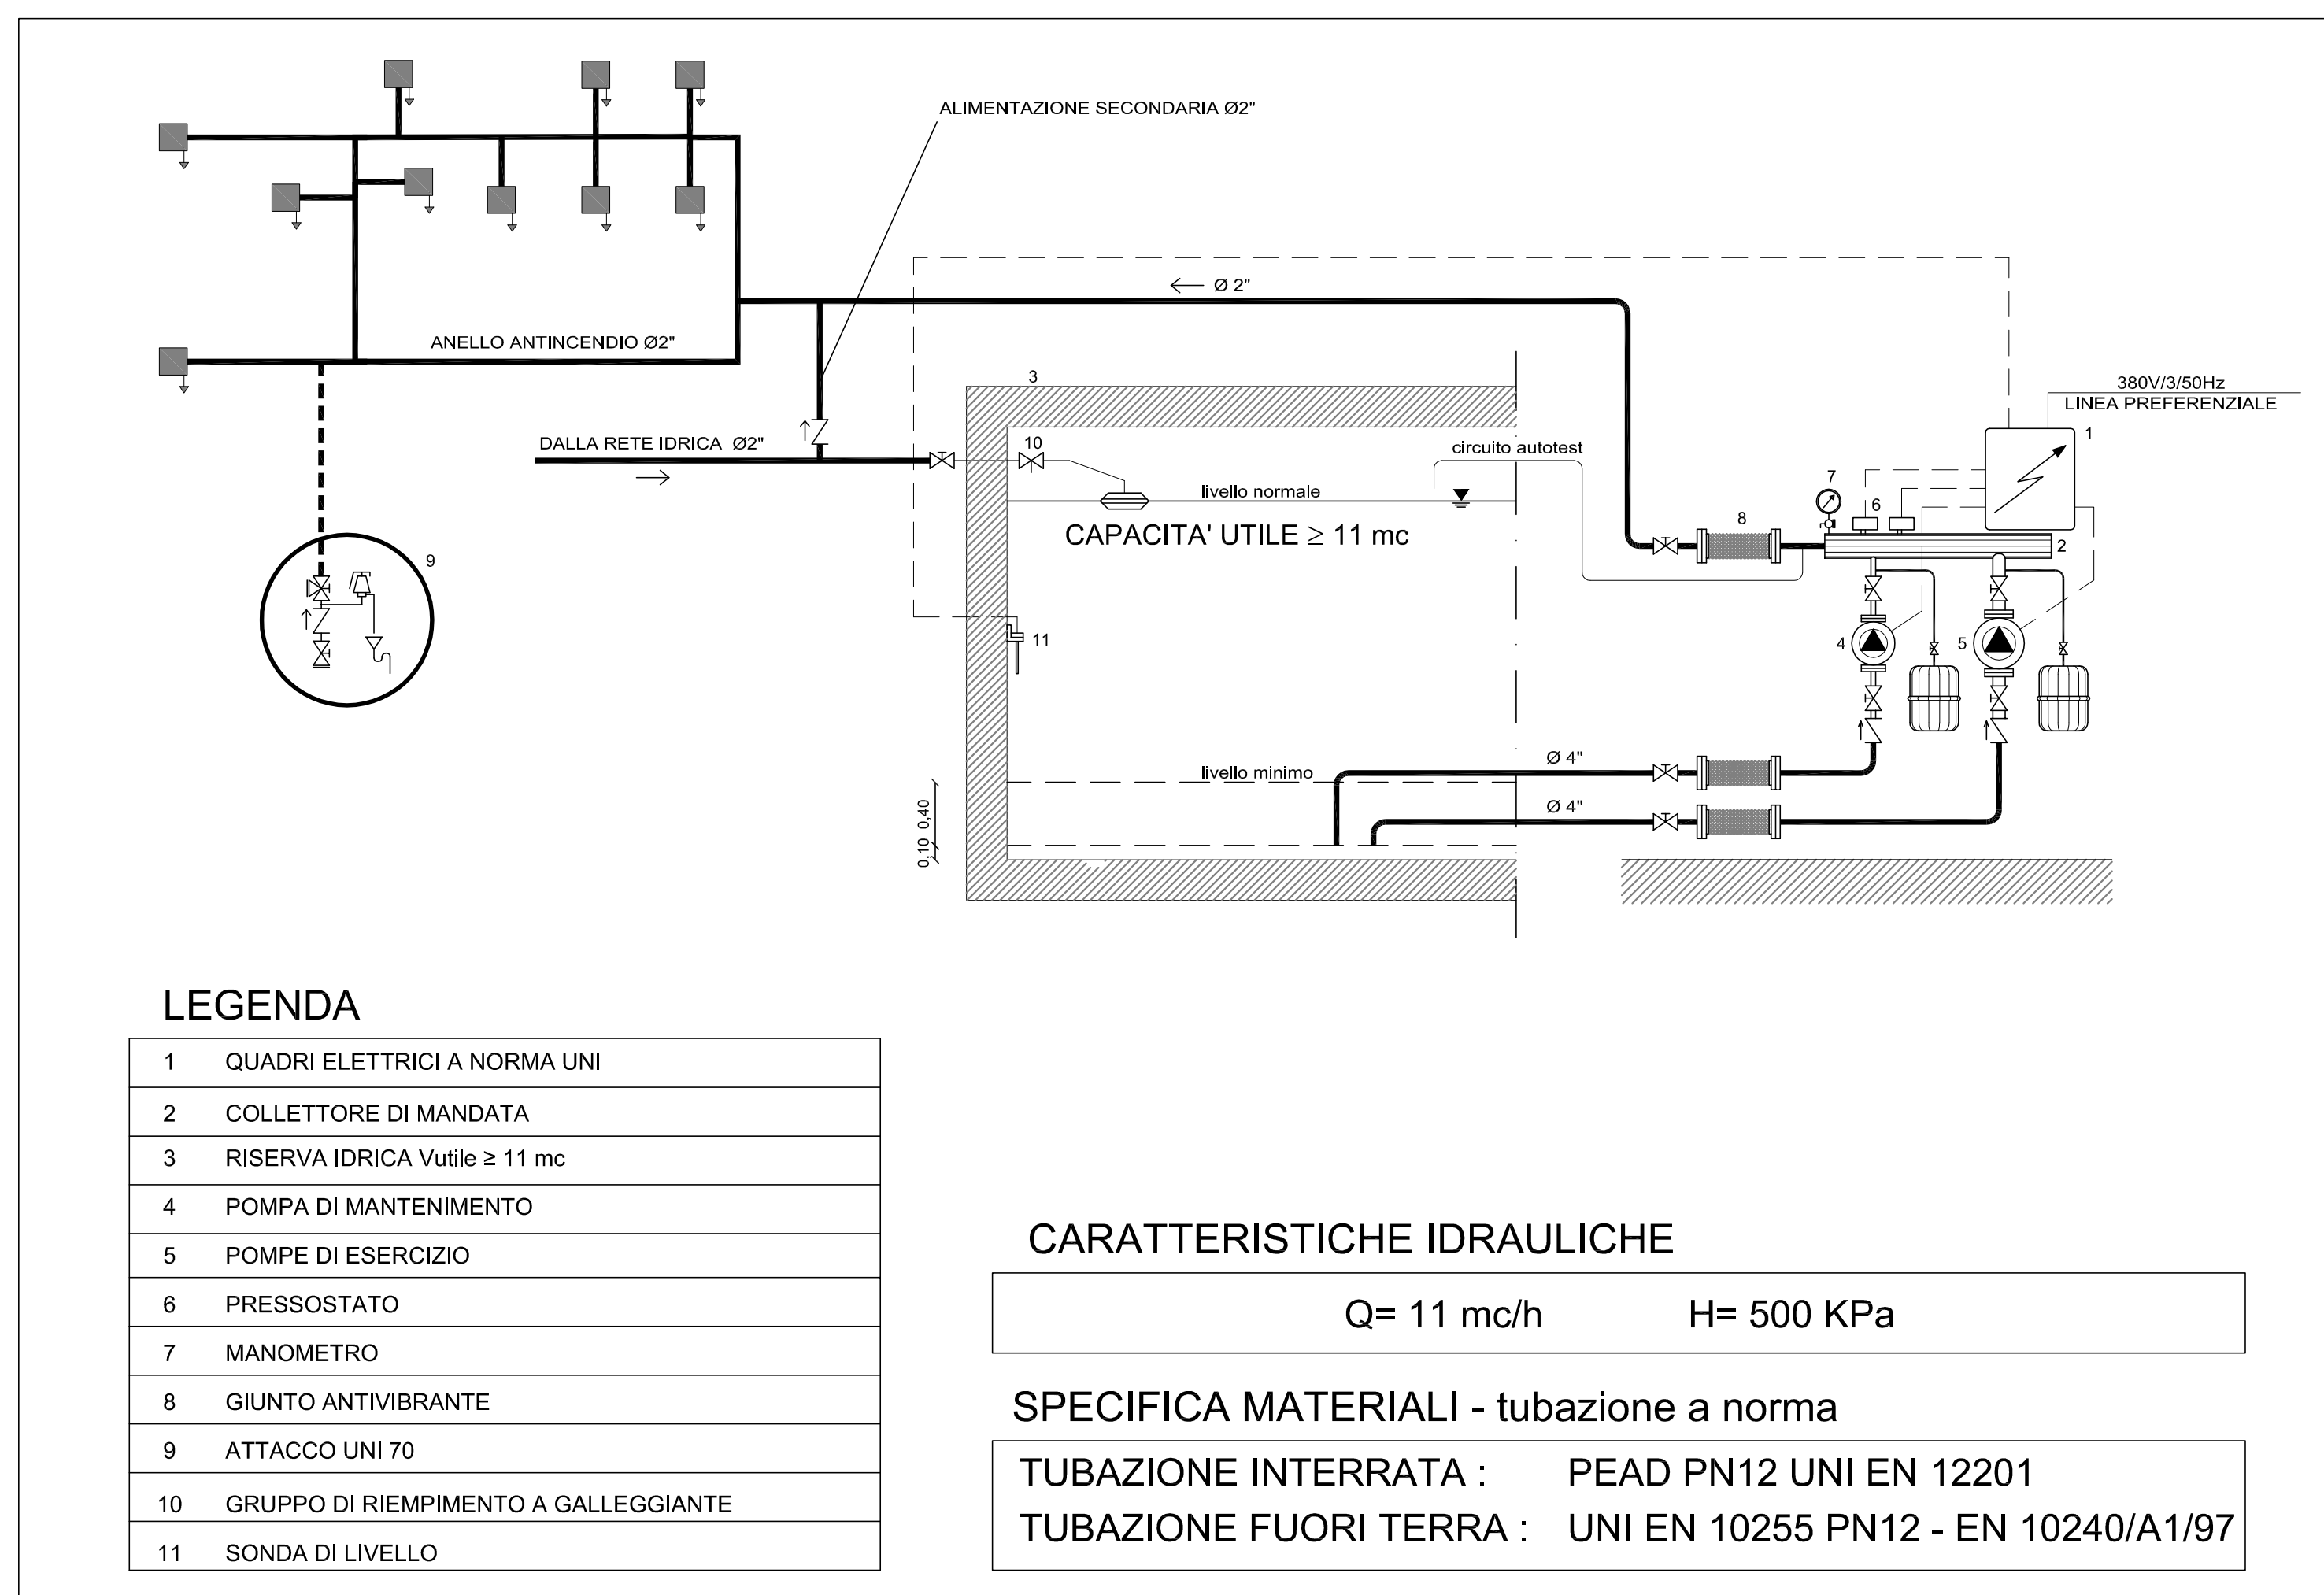 ALIMENTAZIONE SECONDARIA Ø2"
Ø 2"
ANELLO ANTINCENDIO Ø2"
3
380V/3/50Hz
LINEA PREFERENZIALE
DALLA RETE IDRICA Ø2"
10
circuito autotest
1
7
6
livello normale
8
CAPACITA' UTILE ≥ 11 mc
2
9
11
4
5
Ø 4"
livello minimo
Ø 4"
0,40
0,10
LEGENDA
1 QUADRI ELETTRICI A NORMA UNI
2 COLLETTORE DI MANDATA
3 RISERVA IDRICA Vutile ≥ 11 mc
4 POMPA DI MANTENIMENTO
5 POMPE DI ESERCIZIO
6 PRESSOSTATO
7 MANOMETRO
8 GIUNTO ANTIVIBRANTE
9 ATTACCO UNI 70
10 GRUPPO DI RIEMPIMENTO A GALLEGGIANTE
11 SONDA DI LIVELLO
CARATTERISTICHE IDRAULICHE
Q= 11 mc/h H= 500 KPa
SPECIFICA MATERIALI - tubazione a norma
TUBAZIONE INTERRATA : PEAD PN12 UNI EN 12201
TUBAZIONE FUORI TERRA : UNI EN 10255 PN12 - EN 10240/A1/97